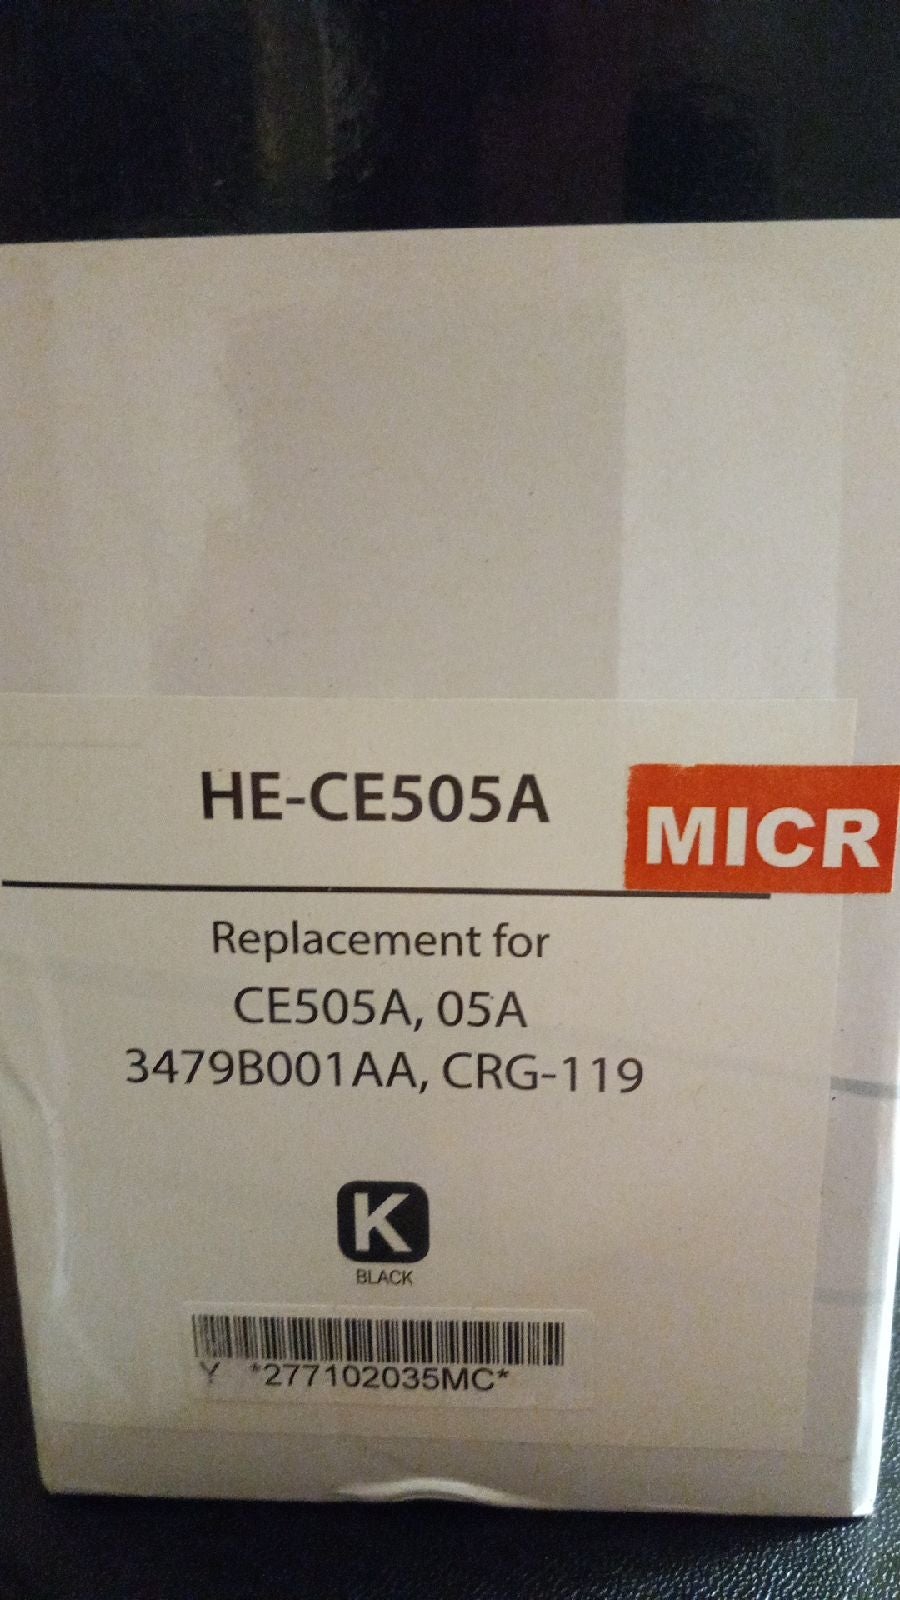 HE-CE505A
MICR
Replacement for
CE505A, 05A
3479B001AA, CRG-119
K
BLACK
Y *277102035MC*